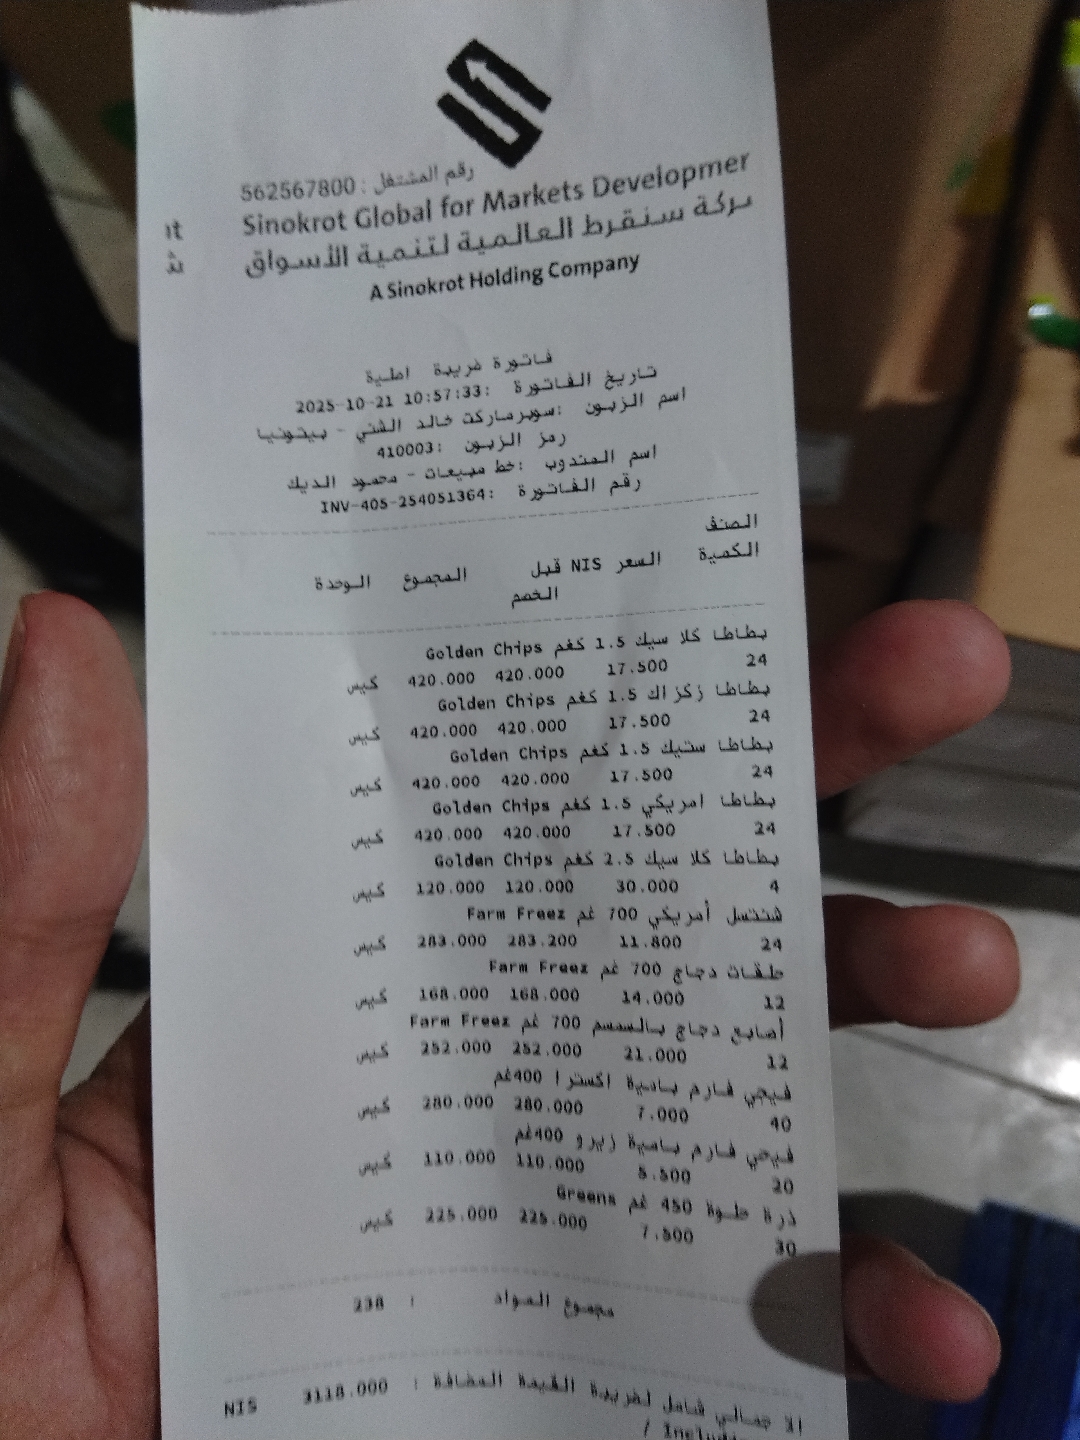 رقم المشتغل : 562567800
Sinokrot Global for Markets Developmer
nt
ـركة سنقرط العالمية لتنمية الأسواق
ش
A Sinokrot Holding Company
فاتورة ضريبة اصلية
تاريخ الفاتورة :2025-10-21 10:57:33
اسم الزبون :سوبرماركت خالد الشني - بيتونيا
رمز الزبون :410003
اسم المندوب :خط مبيعات - محمود الديك
رقم الفاتورة :INV-405-254051364
الصنف
الكمية السعر NIS قبل المجموع الوحدة
الخصم
بطاطا كلا سيك 1.5 كغم Golden Chips
24 17.500 420.000 420.000 كيس
بطاطا زكزاك 1.5 كغم Golden Chips
24 17.500 420.000 420.000 كيس
بطاطا ستيك 1.5 كغم Golden Chips
24 17.500 420.000 420.000 كيس
بطاطا امريكي 1.5 كغم Golden Chips
24 17.500 420.000 420.000 كيس
بطاطا كلا سيك 2.5 كغم Golden Chips
4 30.000 120.000 120.000 كيس
شنتسل أمريكي 700 غم Farm Freez
24 11.800 283.200 283.000 كيس
طقات دجاج 700 غم Farm Freez
12 14.000 168.000 168.000 كيس
أصابع دجاج بالسمسم 700 غم Farm Freez
12 21.000 252.000 252.000 كيس
فيجي فارم بامية اكسترا 400غم
40 7.000 280.000 280.000 كيس
فيجي فارم بامية زيرو 400غم
20 5.500 110.000 110.000 كيس
ذرة حلوة 450 غم Greens
30 7.500 225.000 225.000 كيس
مجموع المواد : 238
الا جمالي شامل لضريبة القيمة المضافة : 3118.000 NIS